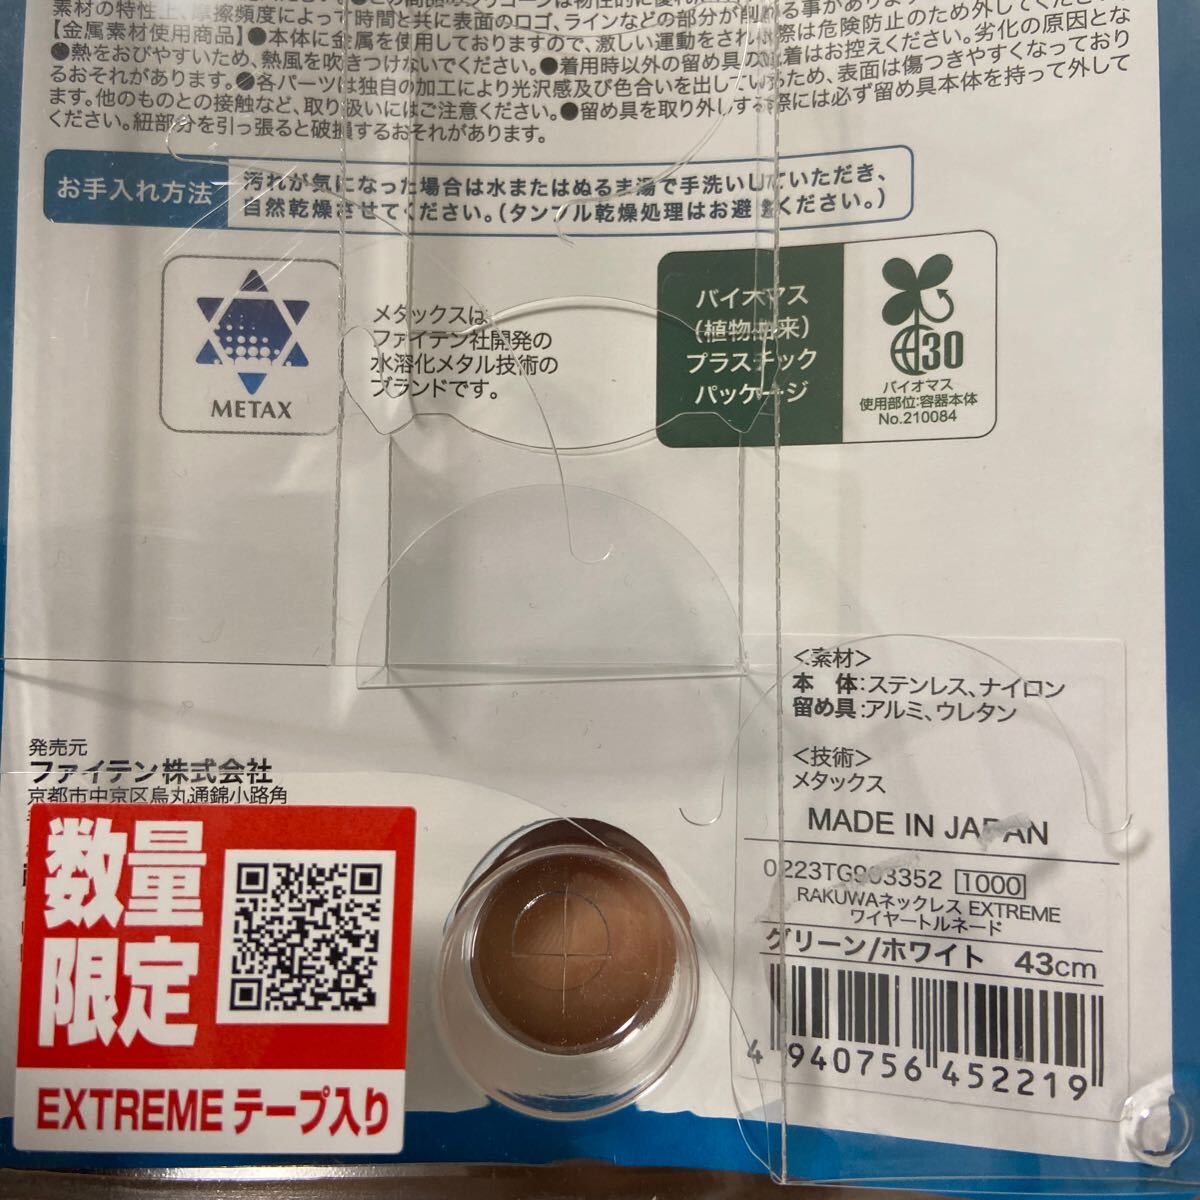 素材の特性上、摩擦頻度によって時間と共に表面のロゴ、ラインなどの部分が削れる事があります
【金属素材使用商品】●本体に金属を使用しておりますので、激しい運動をされる際は危険防止のため外してください。
●熱をおびやすいため、熱風を吹きつけないでください。●着用時以外の留め具の は はお控えください。劣化の原因とな
るおそれがあります。●各パーツは独自の加工により光沢感及び色合いを出しているため、表面は傷つきやすくなっており
ます。他のものとの接触など、取り扱いにはご注意ください。●留め具を取り外しする際には必ず留め具本体を持って外して
ください。紐部分を引っ張ると破損するおそれがあります。
お手入れ方法
汚れが気になった場合は水またはぬるま湯で手洗いしていただき、
自然乾燥させてください。(タンブル乾燥処理はお避けください。)
METAX
メタックスは、
ファイテン社開発の
水溶化メタル技術の
ブランドです。
バイオマス
(植物由来)
プラスチック
パッケージ
30
バイオマス
使用部位:容器本体
No.210084
<素材>
本 体:ステンレス、ナイロン
留め具:アルミ、ウレタン
<技術>
メタックス
MADE IN JAPAN
0223TG903352 1000
RAKUWAネックレス EXTREME
ワイヤートルネード
グリーン/ホワイト 43cm
4 940756 452219
発売元
ファイテン株式会社
京都市中京区烏丸通錦小路角
数量
限定
EXTREME テープ入り